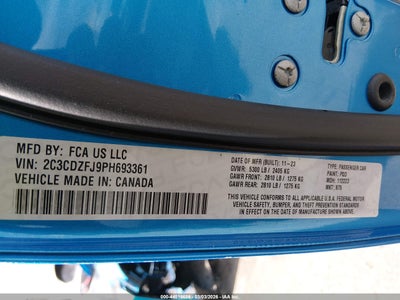 MFD BY: FCA US LLC
VIN: 2C3CDZFJ9PH693361
VEHICLE MADE IN: CANADA
DATE OF MFR (BUILT): 11-23
GVWR: 5300 LB / 2405 KG
GAWR FRONT: 2810 LB / 1275 KG
GAWR REAR: 2810 LB / 1275 KG
TYPE: PASSENGER CAR
PAINT: PQD
MDH:
THIS VEHICLE CONFORMS TO ALL APPLICABLE U.S.A. FEDERAL MOTOR
VEHICLE SAFETY, BUMPER, AND THEFT PREVENTION STANDARDS
IN EFFECT ON THE DATE OF MANUFACTURE SHOWN ABOVE.